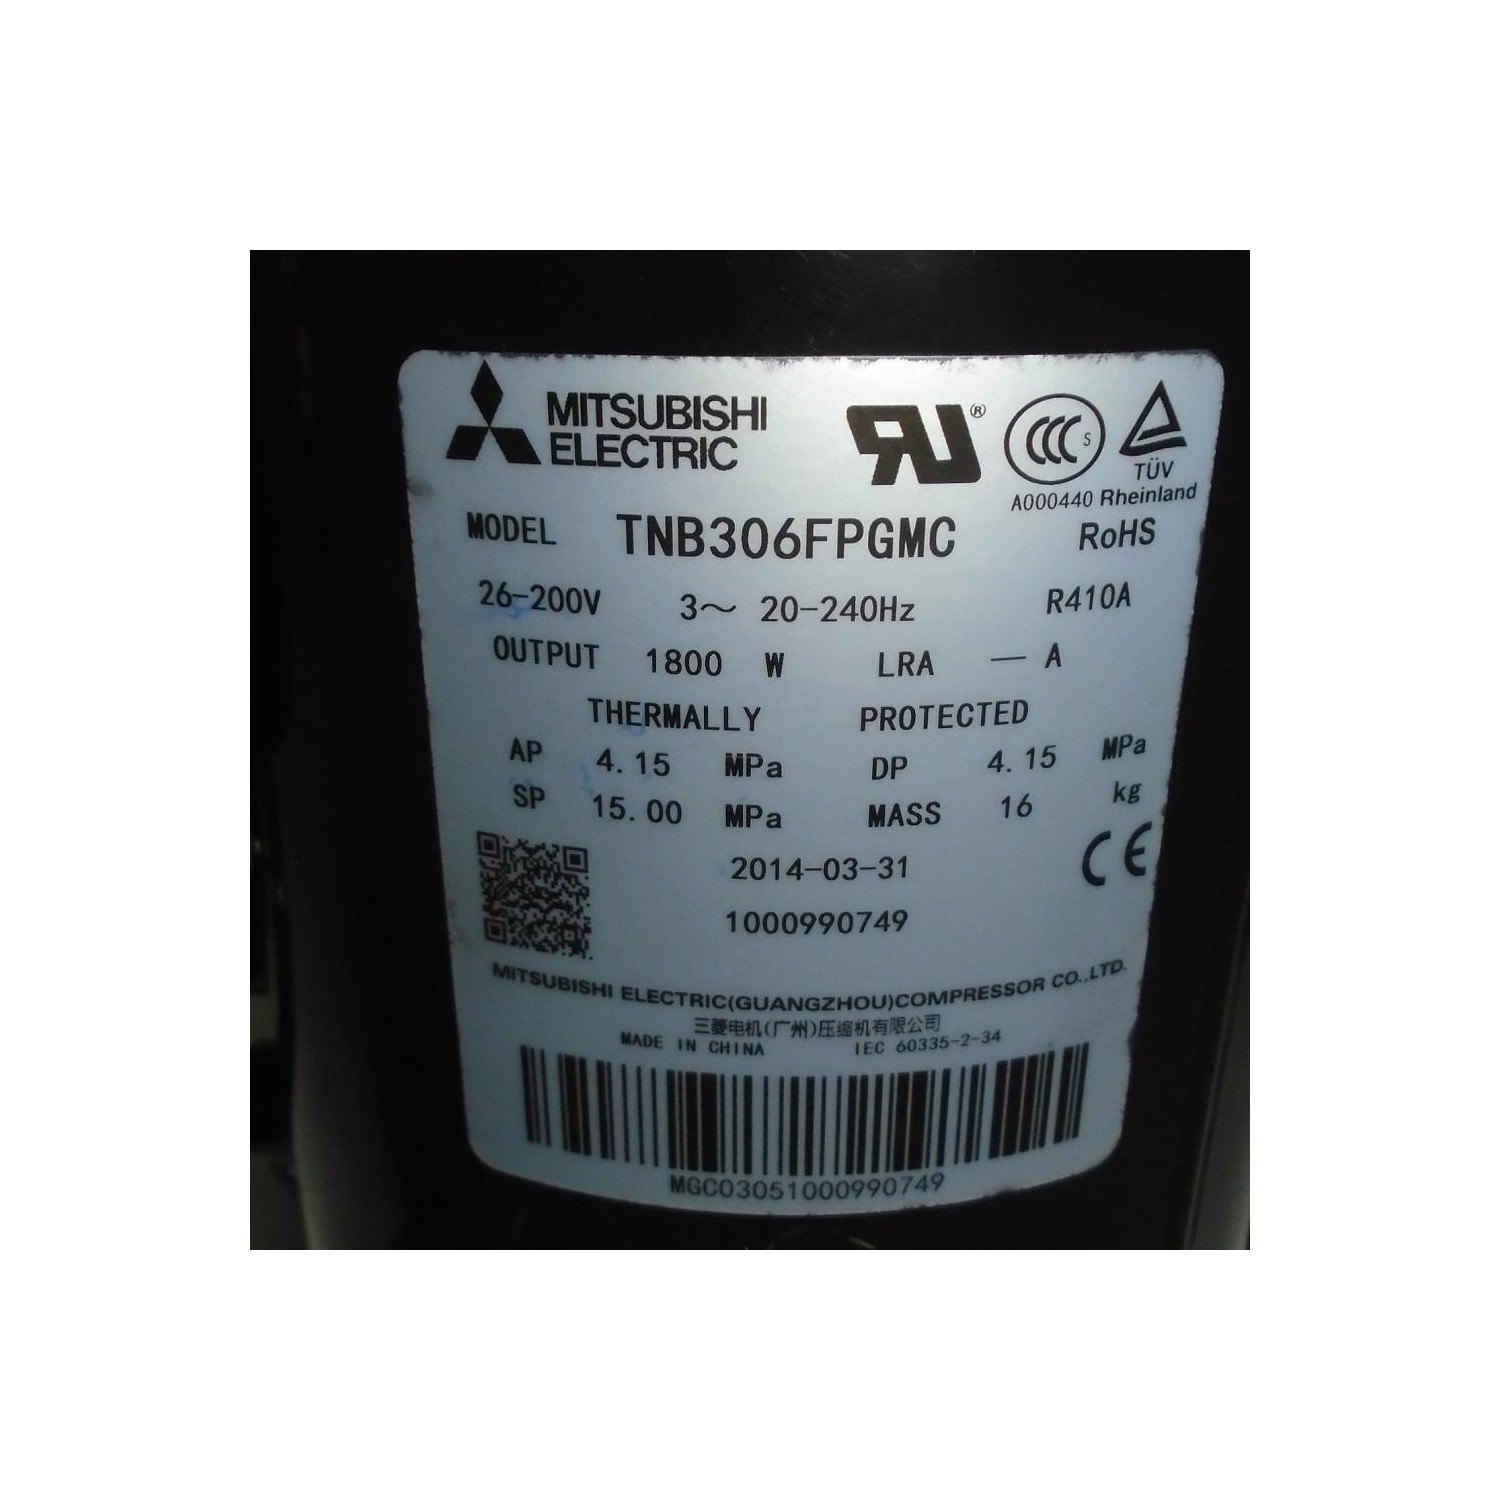 MITSUBISHI
ELECTRIC
RU ®
CCC S
TÜV
A000440 Rheinland
MODEL TNB306FPGMC RoHS
26-200V 3～ 20-240Hz R410A
OUTPUT 1800 W LRA — A
THERMALLY PROTECTED
AP 4.15 MPa DP 4.15 MPa
SP 15.00 MPa MASS 16 kg
2014-03-31 CE
1000990749
MITSUBISHI ELECTRIC(GUANGZHOU)COMPRESSOR CO.,LTD.
三菱电机(广州)压缩机有限公司
MADE IN CHINA IEC 60335-2-34
MGC03051000990749